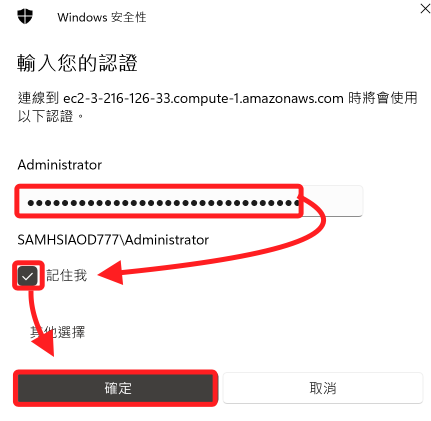 Windows 安全性
輸入您的認證
連線到 ec2-3-216-126-33.compute-1.amazonaws.com 時將會使用
以下認證。
Administrator
SAMHSIAOD777\Administrator
記住我
其他選擇
確定
取消